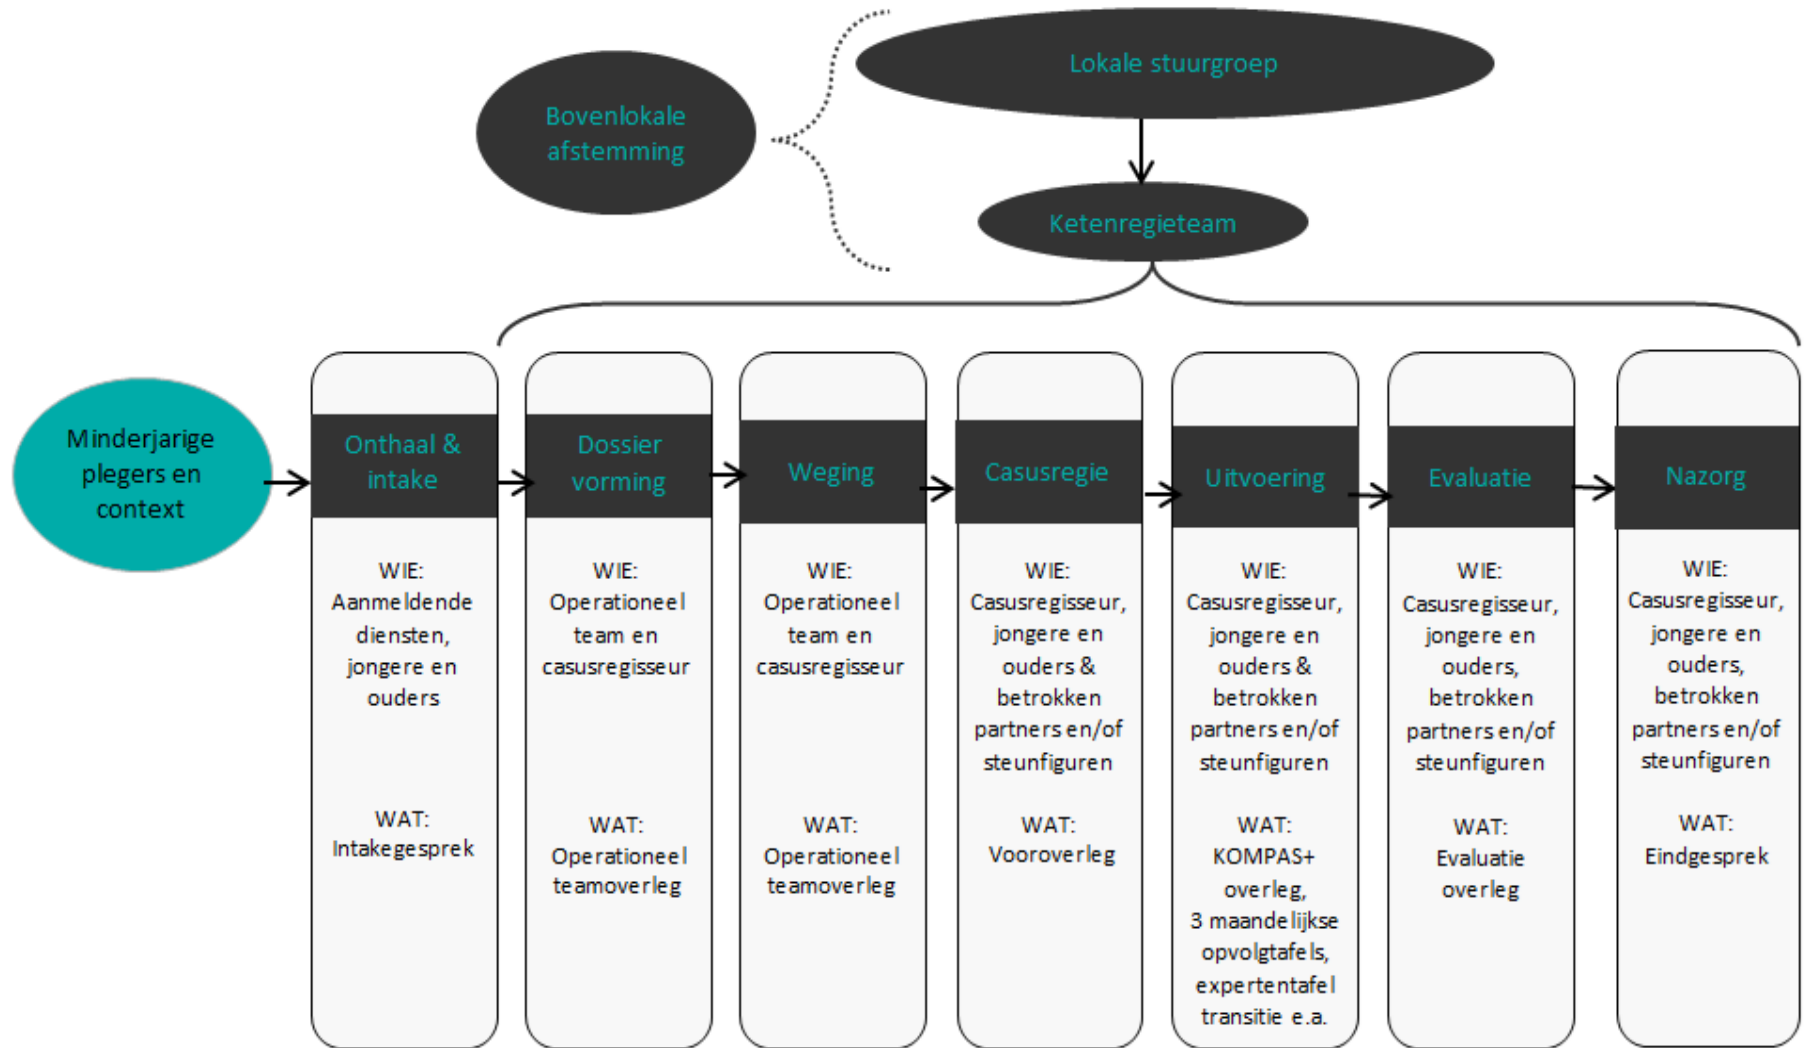 Lokale stuurgroep
Bovenlokale
afstemming
Ketenregieteam
Minderjarige
plegers en
context
Onthaal &
intake
WIE:
Aanmeldende
diensten,
jongere en
ouders
WAT:
Intakegesprek
Dossier
vorming
WIE:
Operationeel
team en
casusregisseur
WAT:
Operationeel
teamoverleg
Weging
WIE:
Operationeel
team en
casusregisseur
WAT:
Operationeel
teamoverleg
Casusregie
WIE:
Casusregisseur,
jongere en
ouders &
betrokken
partners en/of
steunfiguren
WAT:
Vooroverleg
Uitvoering
WIE:
Casusregisseur,
jongere en
ouders &
betrokken
partners en/of
steunfiguren
WAT:
KOMPAS+
overleg,
3 maandelijkse
opvolgtafels,
expertentafel
transitie e.a.
Evaluatie
WIE:
Casusregisseur,
jongere en
ouders,
betrokken
partners en/of
steunfiguren
WAT:
Evaluatie
overleg
Nazorg
WIE:
Casusregisseur,
jongere en
ouders,
betrokken
partners en/of
steunfiguren
WAT:
Eindgesprek